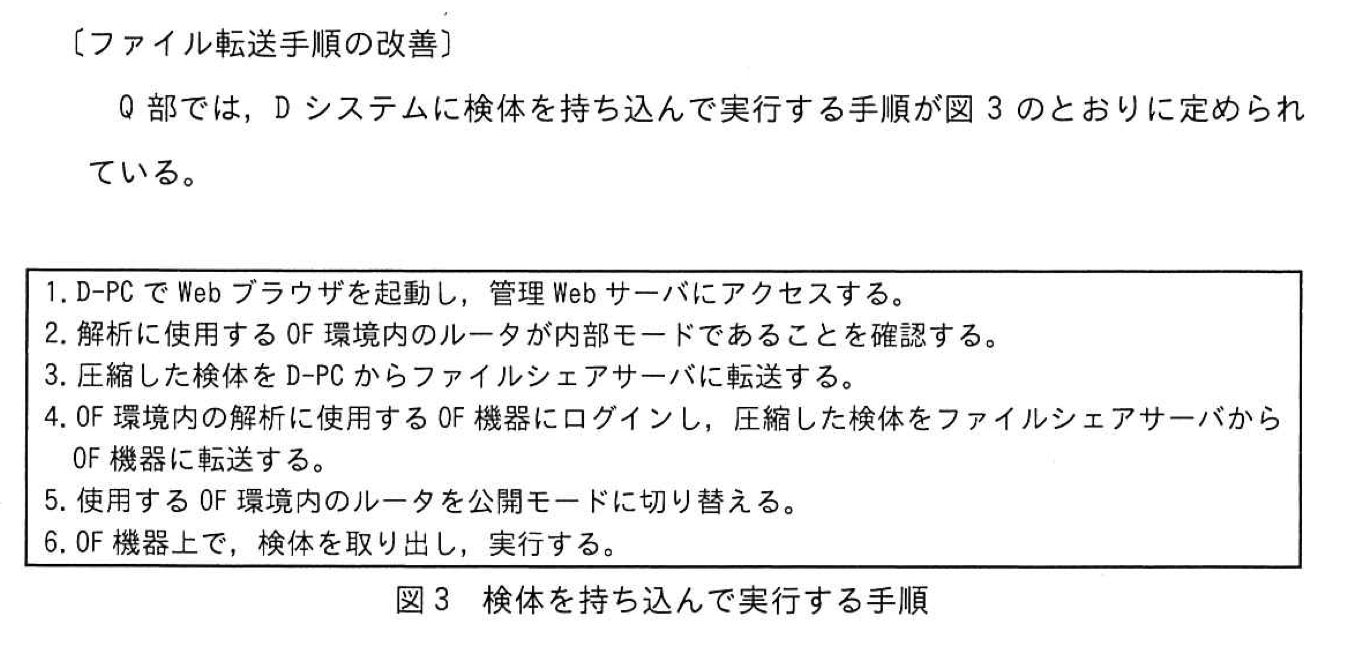 〔ファイル転送手順の改善〕
Q 部では，D システムに検体を持ち込んで実行する手順が図 3 のとおりに定められ
ている。
1. D-PC で Web ブラウザを起動し，管理 Web サーバにアクセスする。
2. 解析に使用する OF 環境内のルータが内部モードであることを確認する。
3. 圧縮した検体を D-PC からファイルシェアサーバに転送する。
4. OF 環境内の解析に使用する OF 機器にログインし，圧縮した検体をファイルシェアサーバから
OF 機器に転送する。
5. 使用する OF 環境内のルータを公開モードに切り替える。
6. OF 機器上で，検体を取り出し，実行する。
図 3　検体を持ち込んで実行する手順